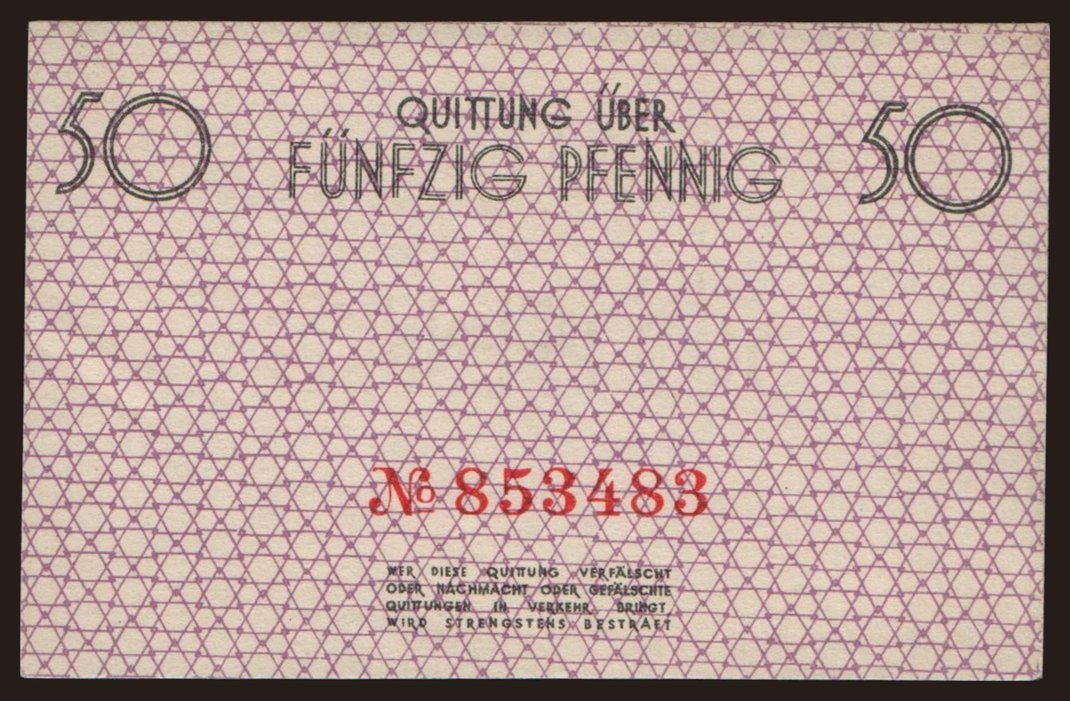 QUITTUNG ÜBER
50 FÜNFZIG PFENNIG 50
№ 853483
WER DIESE QUITTUNG VERFÄLSCHT
ODER NACHMACHT ODER GEFÄLSCHTE
QUITTUNGEN IN VERKEHR BRINGT
WIRD STRENGSTENS BESTRAFT